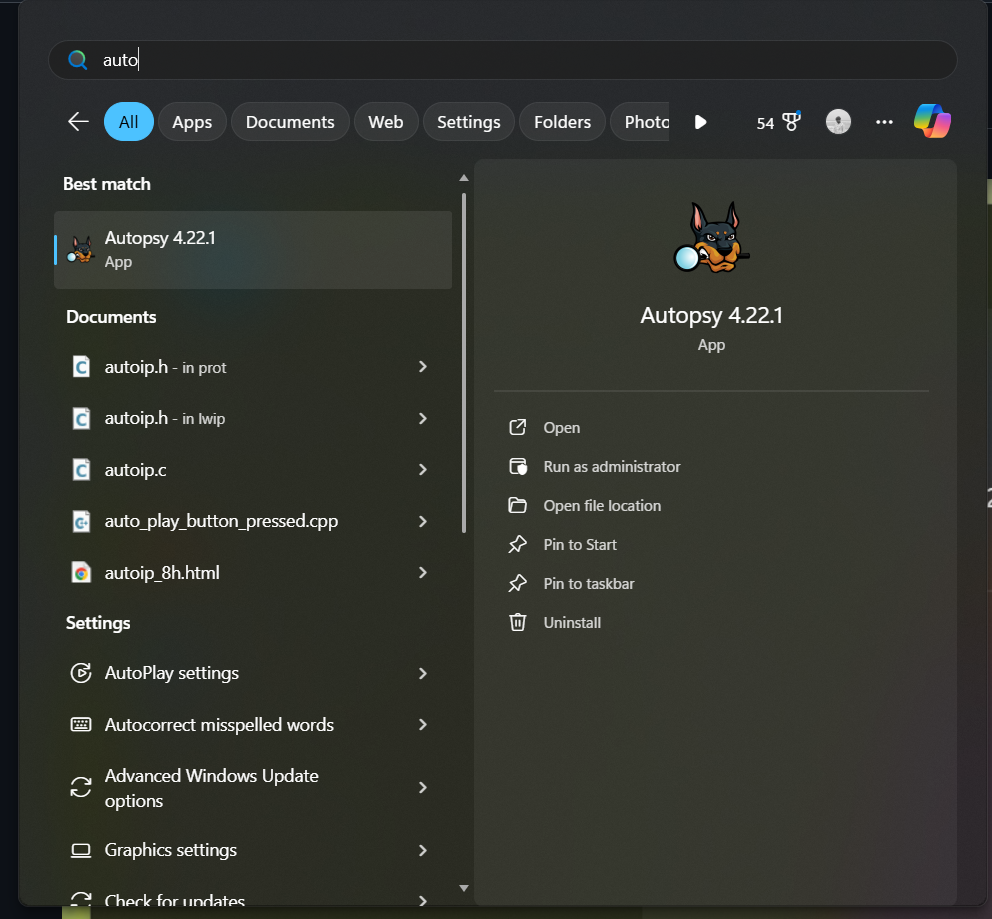 auto
All
Apps
Documents
Web
Settings
Folders
Photo
54
Best match
Autopsy 4.22.1
App
Documents
autoip.h - in prot
autoip.h - in lwip
autoip.c
auto_play_button_pressed.cpp
autoip_8h.html
Settings
AutoPlay settings
Autocorrect misspelled words
Advanced Windows Update
options
Graphics settings
Check for updates
Autopsy 4.22.1
App
Open
Run as administrator
Open file location
Pin to Start
Pin to taskbar
Uninstall